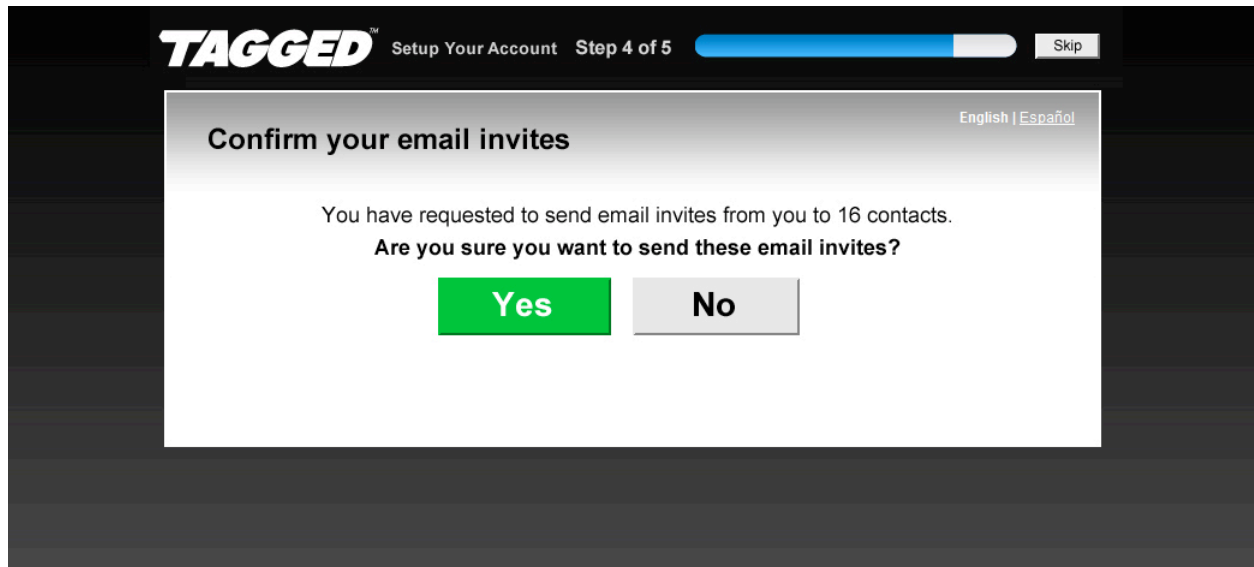 TAGGED™ Setup Your Account Step 4 of 5 Skip
English | Español
Confirm your email invites
You have requested to send email invites from you to 16 contacts.
Are you sure you want to send these email invites?
Yes No